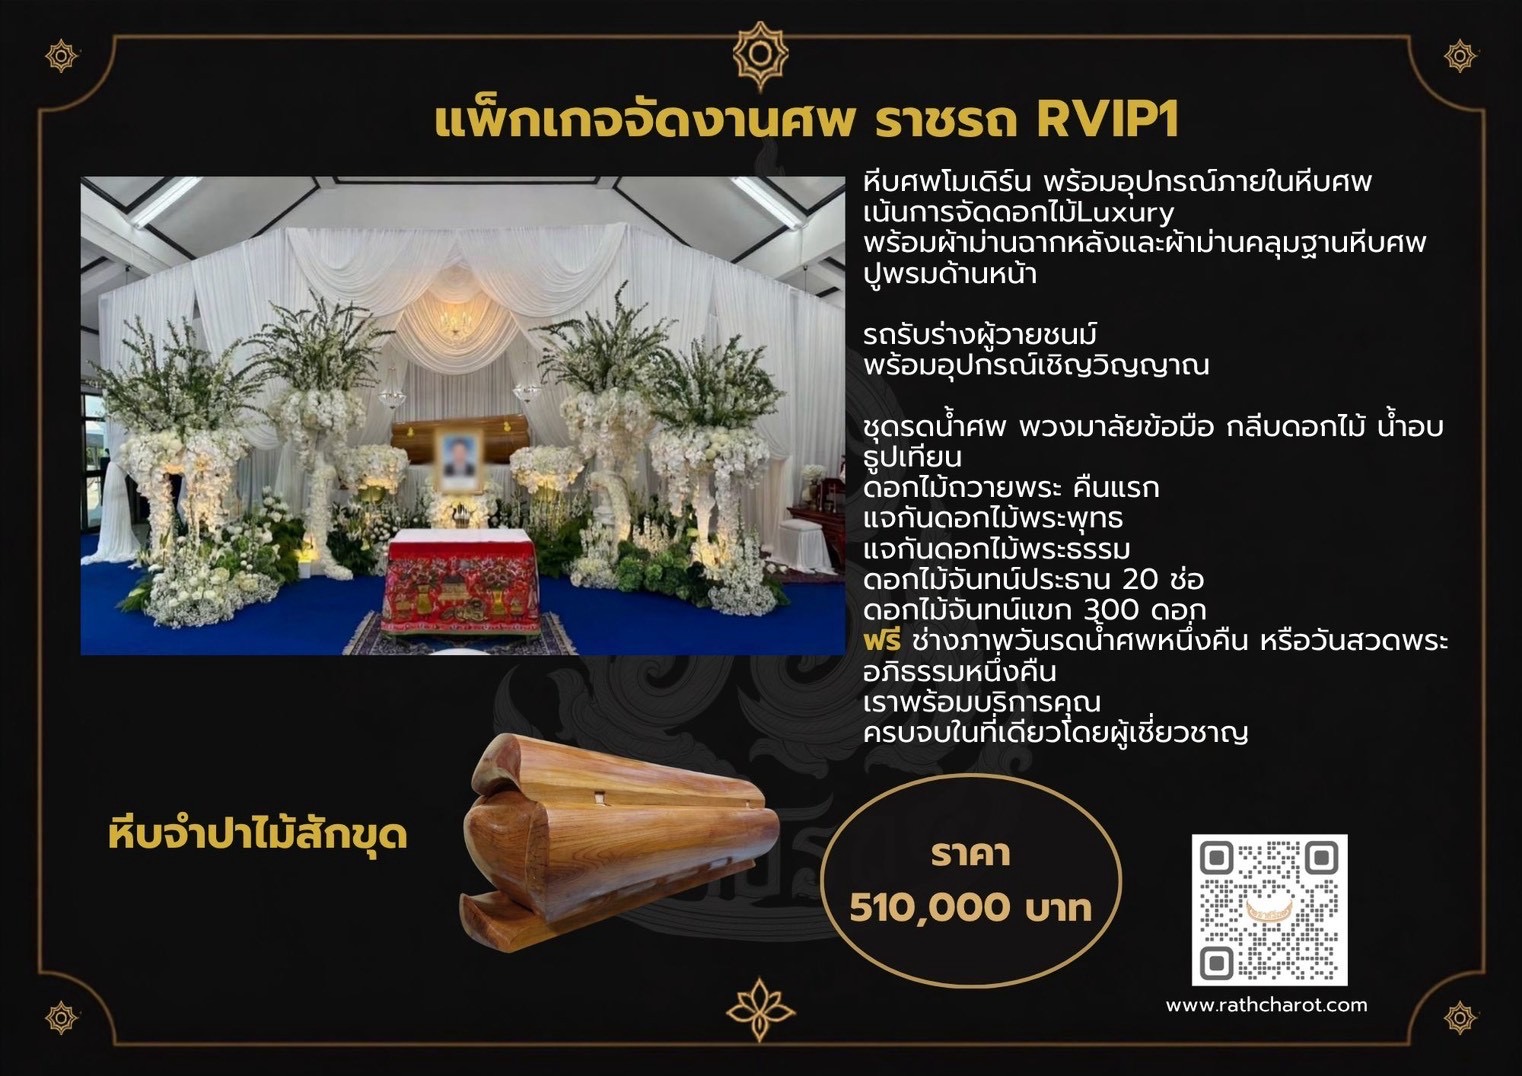 แพ็กเกจจัดงานศพ ราชรถ RVIP1
หีบศพโมเดิร์น พร้อมอุปกรณ์ภายในหีบศพ
เน้นการจัดดอกไม้Luxury
พร้อมผ้าม่านฉากหลังและผ้าม่านคลุมฐานหีบศพ
ปูพรมด้านหน้า
รถรับร่างผู้วายชนม์
พร้อมอุปกรณ์เชิญวิญญาณ
ชุดรดน้ำศพ พวงมาลัยข้อมือ กลีบดอกไม้ น้ำอบ
ธูปเทียน
ดอกไม้ถวายพระ คืนแรก
แจกันดอกไม้พระพุทธ
แจกันดอกไม้พระธรรม
ดอกไม้จันทน์ประธาน 20 ช่อ
ดอกไม้จันทน์แขก 300 ดอก
ฟรี ช่างภาพวันรดน้ำศพหนึ่งคืน หรือวันสวดพระ
อภิธรรมหนึ่งคืน
เราพร้อมบริการคุณ
ครบจบในที่เดียวโดยผู้เชี่ยวชาญ
หีบจำปาไม้สักขุด
ราคา
510,000 บาท
www.rathcharot.com